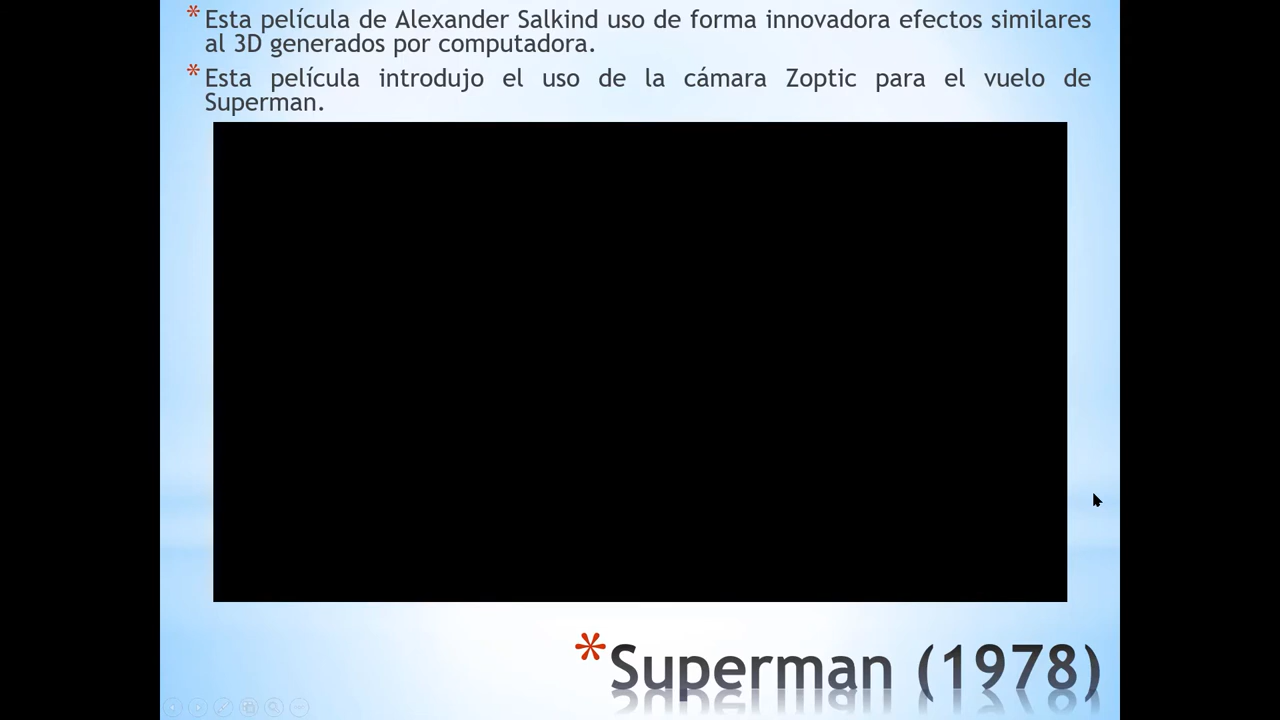 * Esta película de Alexander Salkind uso de forma innovadora efectos similares
al 3D generados por computadora.
* Esta película introdujo el uso de la cámara Zoptic para el vuelo de
Superman.
* Superman (1978)